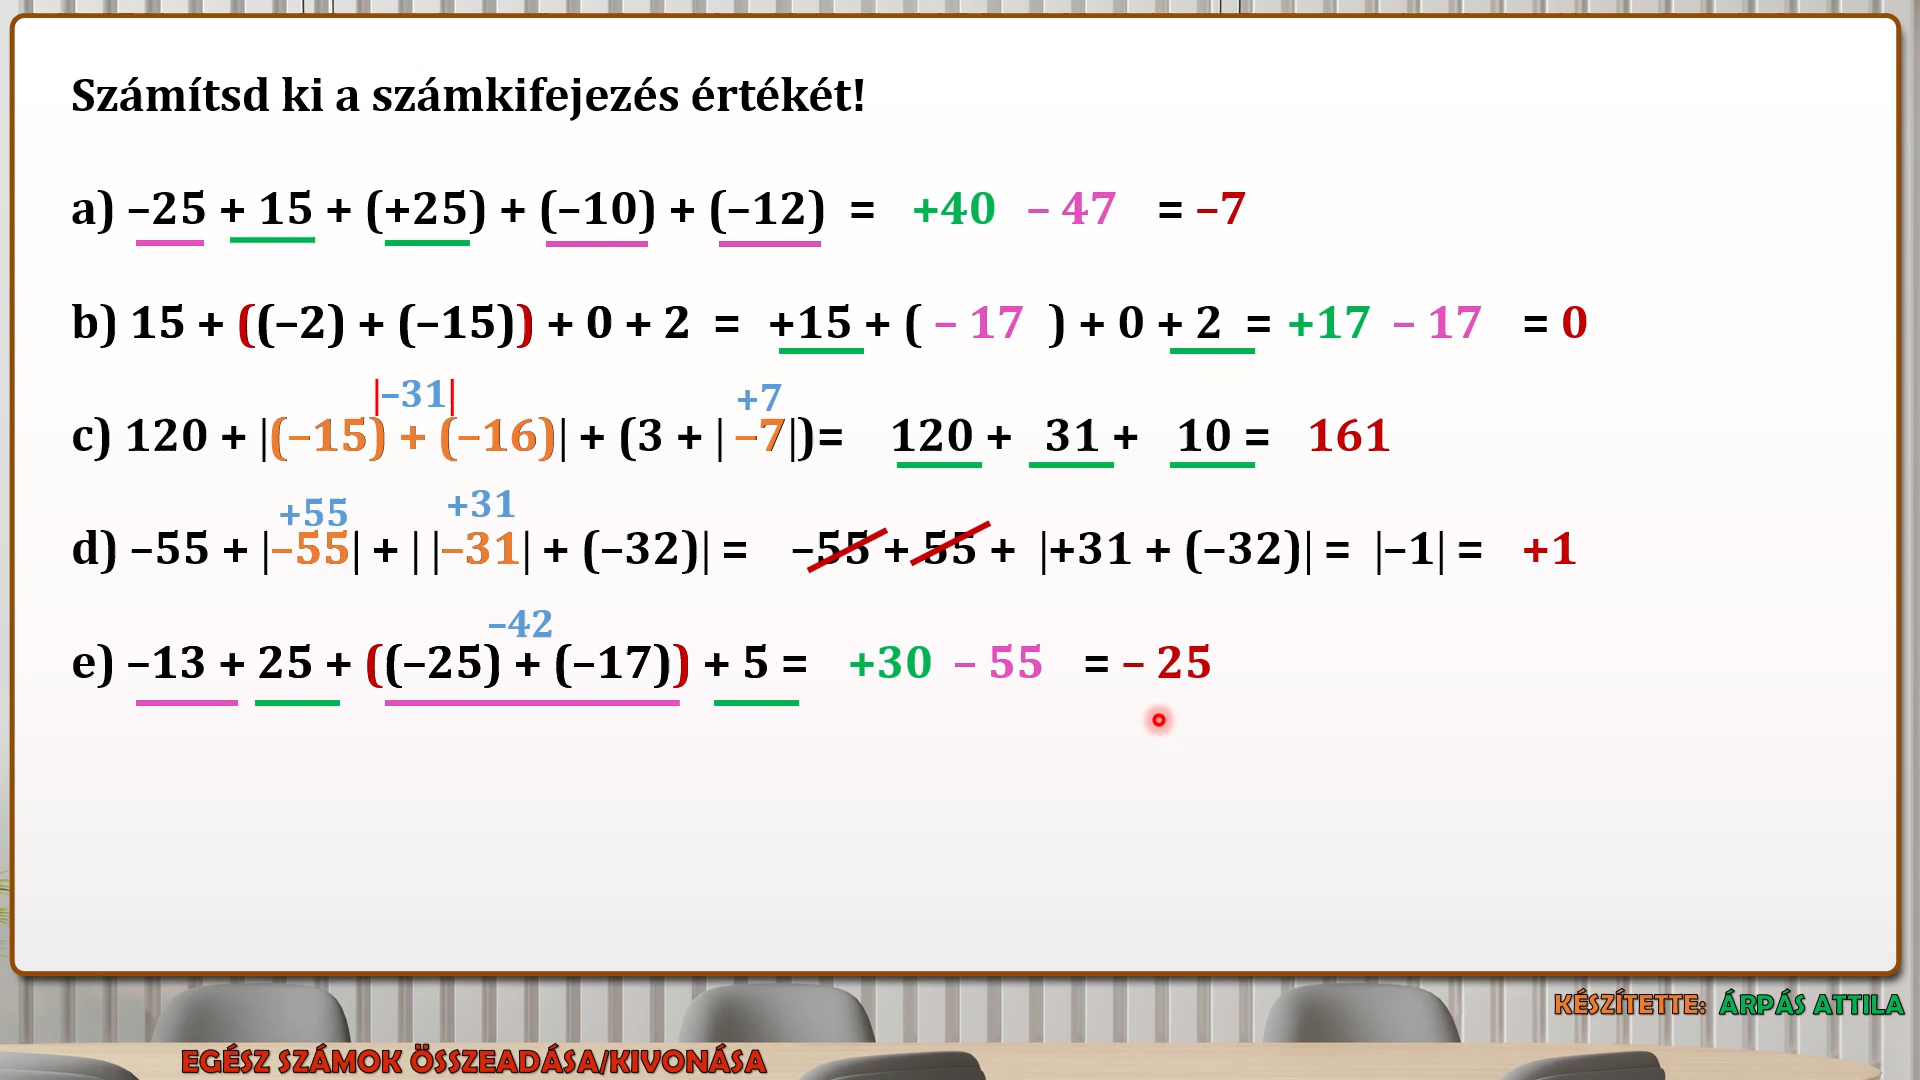 Számítsd ki a számkifejezés értékét!
a) –25 + 15 + (+25) + (–10) + (–12) = +40 – 47 = –7
b) 15 + ((–2) + (–15)) + 0 + 2 = +15 + ( – 17 ) + 0 + 2 = +17 – 17 = 0
|–31| +7
c) 120 + |(–15) + (–16)| + (3 + | –7|)= 120 + 31 + 10 = 161
+55 +31
d) –55 + |–55| + | |–31| + (–32)| = –55 + 55 + |+31 + (–32)| = |–1| = +1
–42
e) –13 + 25 + ((–25) + (–17)) + 5 = +30 – 55 = – 25
KÉSZÍTETTE: ÁRPÁS ATTILA
EGÉSZ SZÁMOK ÖSSZEADÁSA/KIVONÁSA